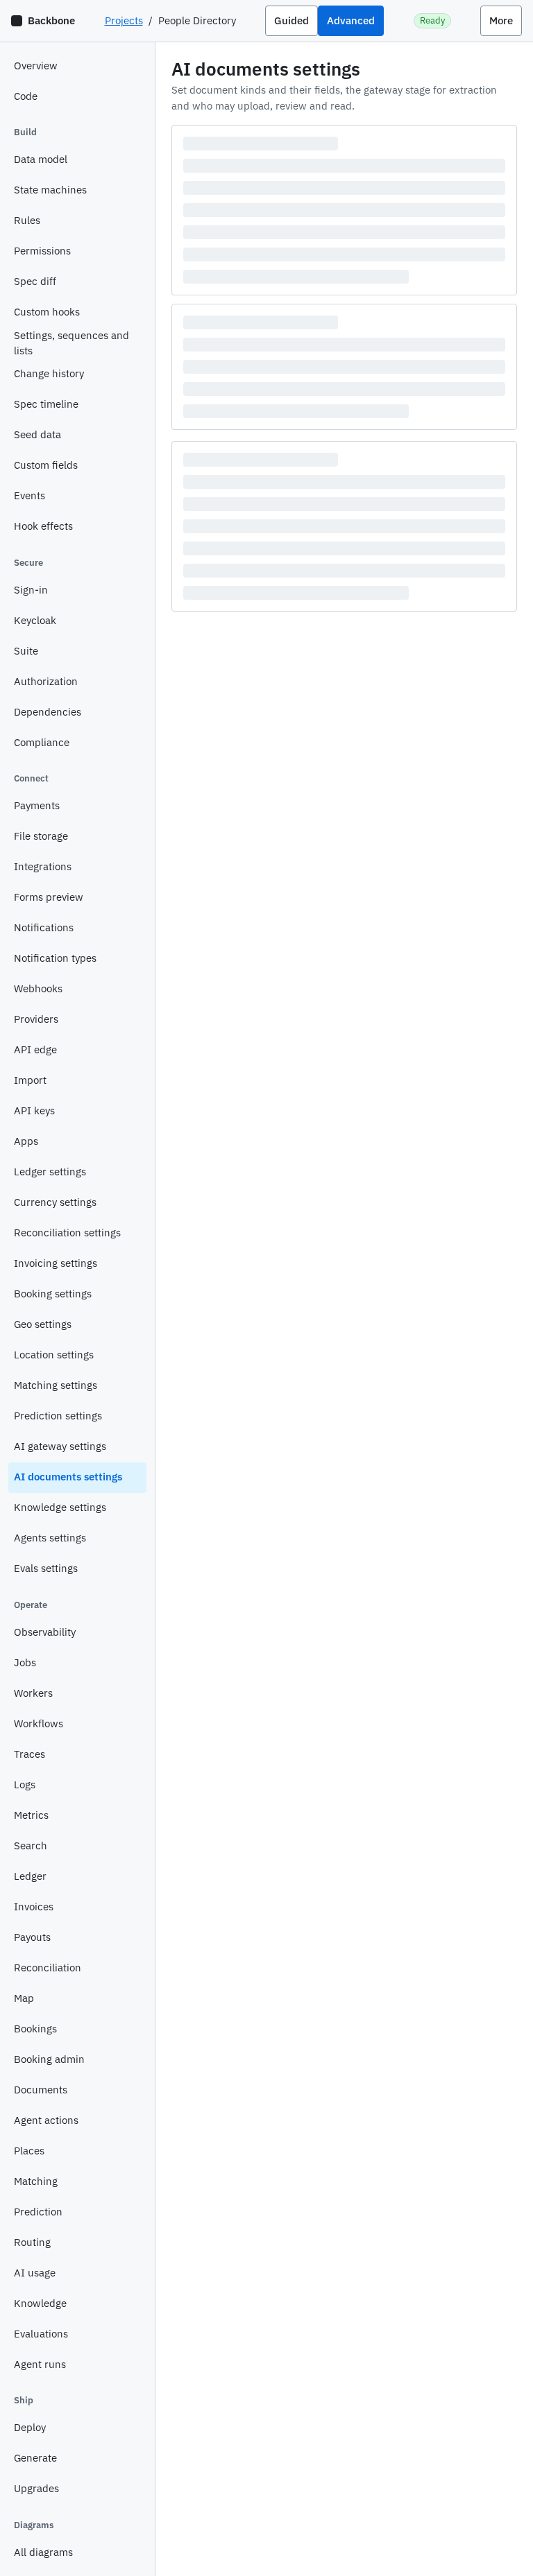 Backbone
Projects / People Directory
Guided
Advanced
Ready
More
Overview
Code
Build
Data model
State machines
Rules
Permissions
Spec diff
Custom hooks
Settings, sequences and
lists
Change history
Spec timeline
Seed data
Custom fields
Events
Hook effects
Secure
Sign-in
Keycloak
Suite
Authorization
Dependencies
Compliance
Connect
Payments
File storage
Integrations
Forms preview
Notifications
Notification types
Webhooks
Providers
API edge
Import
API keys
Apps
Ledger settings
Currency settings
Reconciliation settings
Invoicing settings
Booking settings
Geo settings
Location settings
Matching settings
Prediction settings
AI gateway settings
AI documents settings
Knowledge settings
Agents settings
Evals settings
Operate
Observability
Jobs
Workers
Workflows
Traces
Logs
Metrics
Search
Ledger
Invoices
Payouts
Reconciliation
Map
Bookings
Booking admin
Documents
Agent actions
Places
Matching
Prediction
Routing
AI usage
Knowledge
Evaluations
Agent runs
Ship
Deploy
Generate
Upgrades
Diagrams
All diagrams
AI documents settings
Set document kinds and their fields, the gateway stage for extraction
and who may upload, review and read.